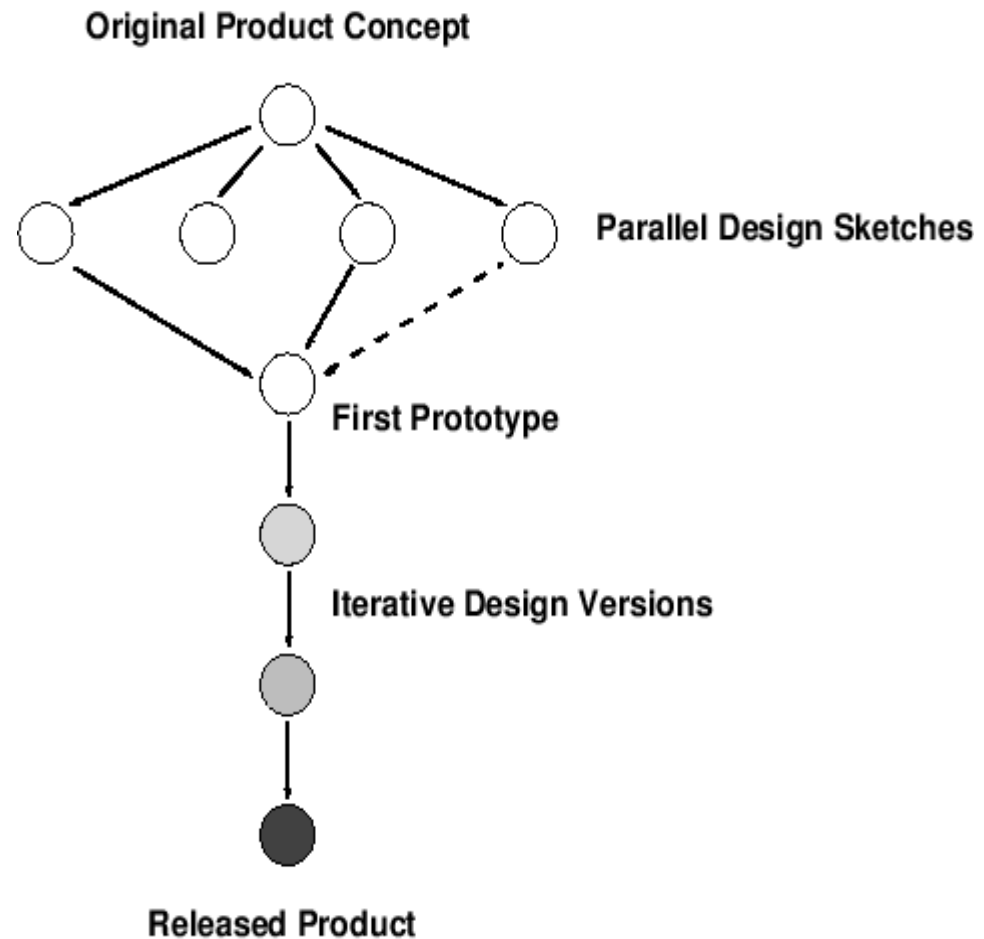 Original Product Concept
Parallel Design Sketches
First Prototype
Iterative Design Versions
Released Product